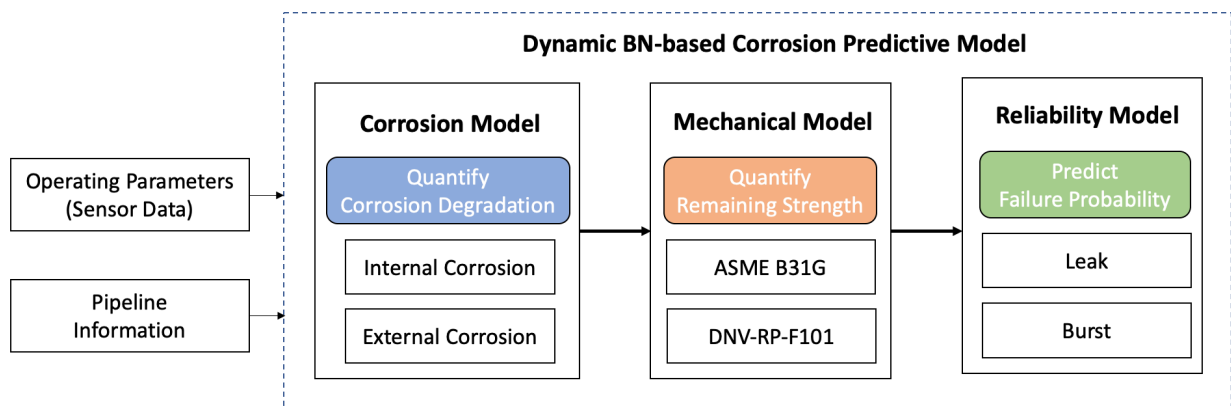 Dynamic BN-based Corrosion Predictive Model
Operating Parameters
(Sensor Data)
Pipeline
Information
Corrosion Model
Quantify
Corrosion Degradation
Internal Corrosion
External Corrosion
Mechanical Model
Quantify
Remaining Strength
ASME B31G
DNV-RP-F101
Reliability Model
Predict
Failure Probability
Leak
Burst